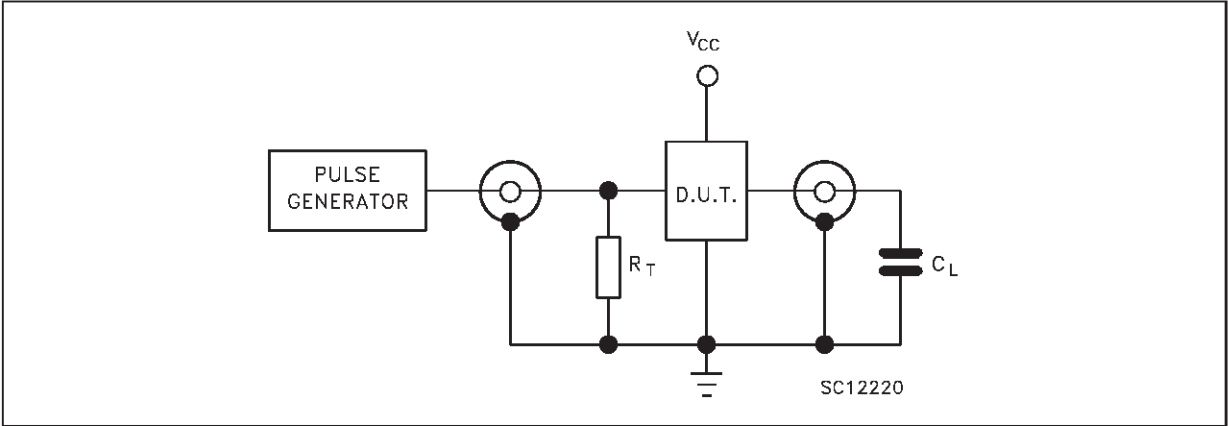 VCC
PULSE
GENERATOR
D.U.T.
RT
CL
SC12220